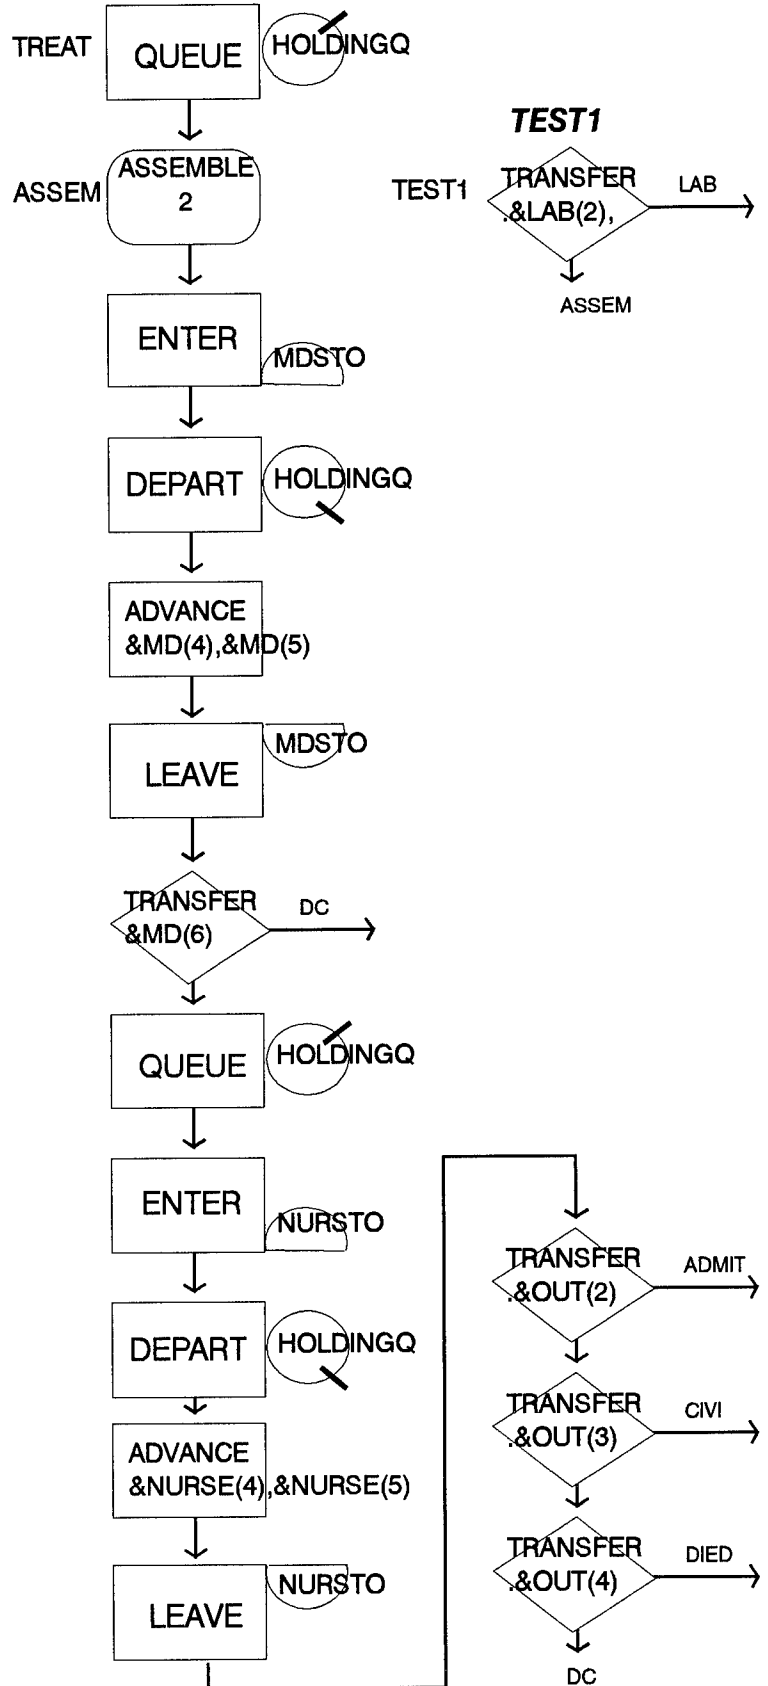 TREAT
QUEUE
HOLDINGQ
ASSEM
ASSEMBLE
2
ENTER
MDSTO
DEPART
HOLDINGQ
ADVANCE
&MD(4),&MD(5)
LEAVE
MDSTO
TRANSFER
&MD(6)
DC
QUEUE
HOLDINGQ
ENTER
NURSTO
DEPART
HOLDINGQ
ADVANCE
&NURSE(4),&NURSE(5)
LEAVE
NURSTO
TEST1
TEST1
TRANSFER
.&LAB(2),
LAB
ASSEM
TRANSFER
.&OUT(2)
ADMIT
TRANSFER
.&OUT(3)
CIVI
TRANSFER
.&OUT(4)
DIED
DC